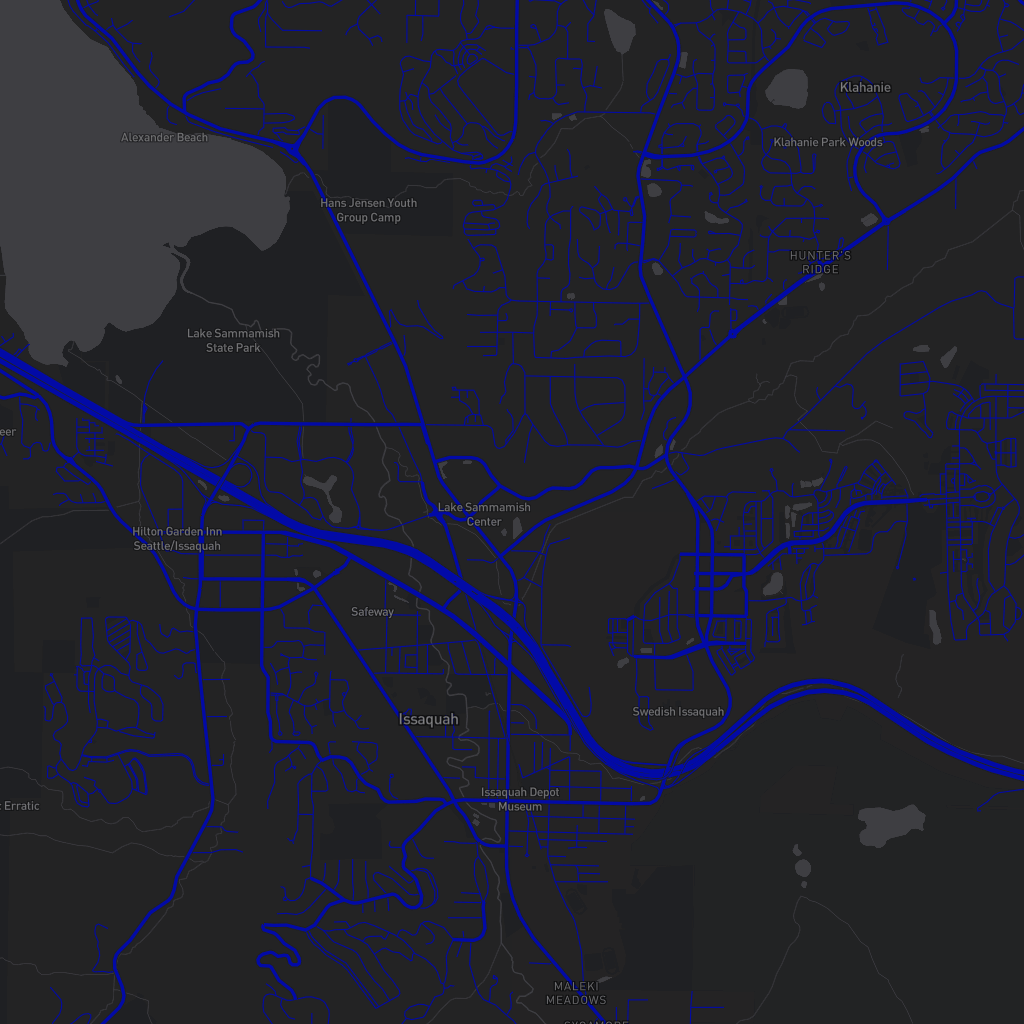 Klahanie
Alexander Beach
Klahanie Park Woods
Hans Jensen Youth
Group Camp
HUNTER'S
RIDGE
Lake Sammamish
State Park
eer
Lake Sammamish
Center
Hilton Garden Inn
Seattle/Issaquah
Safeway
Swedish Issaquah
Issaquah
Issaquah Depot
Museum
Erratic
MALEKI
MEADOWS
SYCAMORE